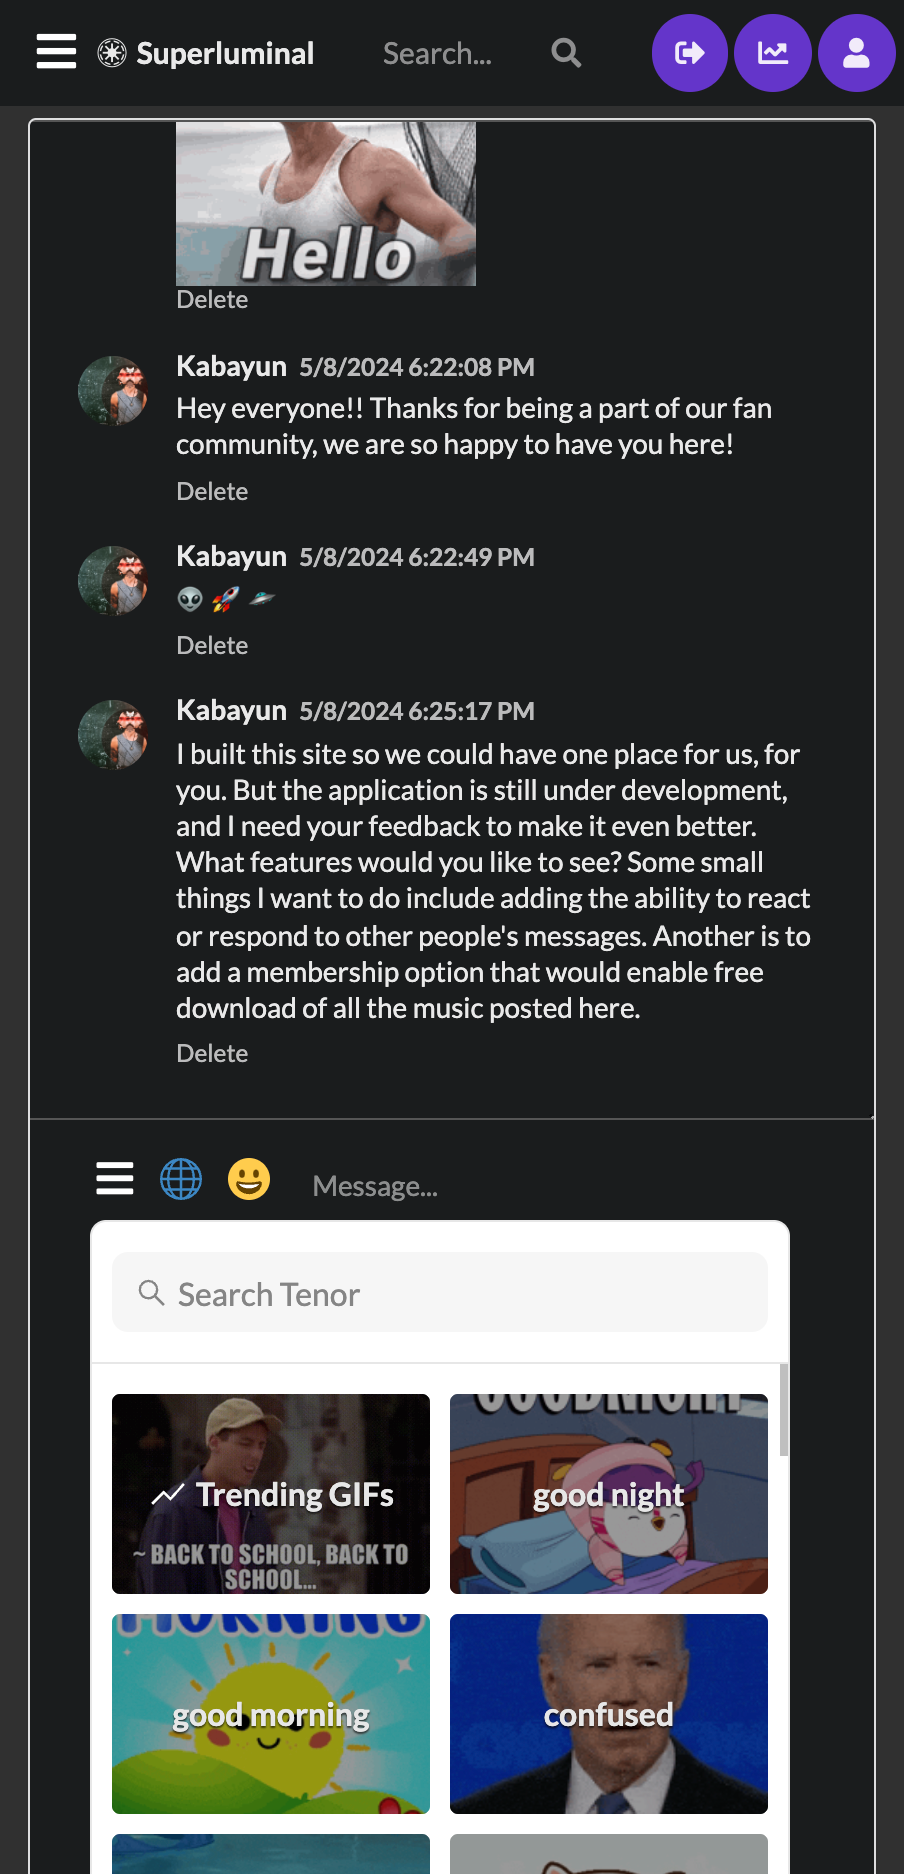 Superluminal
Search...
Hello
Delete
Kabayun 5/8/2024 6:22:08 PM
Hey everyone!! Thanks for being a part of our fan
community, we are so happy to have you here!
Delete
Kabayun 5/8/2024 6:22:49 PM
👽 🚀 🛸
Delete
Kabayun 5/8/2024 6:25:17 PM
I built this site so we could have one place for us, for
you. But the application is still under development,
and I need your feedback to make it even better.
What features would you like to see? Some small
things I want to do include adding the ability to react
or respond to other people's messages. Another is to
add a membership option that would enable free
download of all the music posted here.
Delete
Message...
Search Tenor
Trending GIFs
~ BACK TO SCHOOL, BACK TO
SCHOOL...
GOODNIGHT
good night
MORNING
good morning
confused